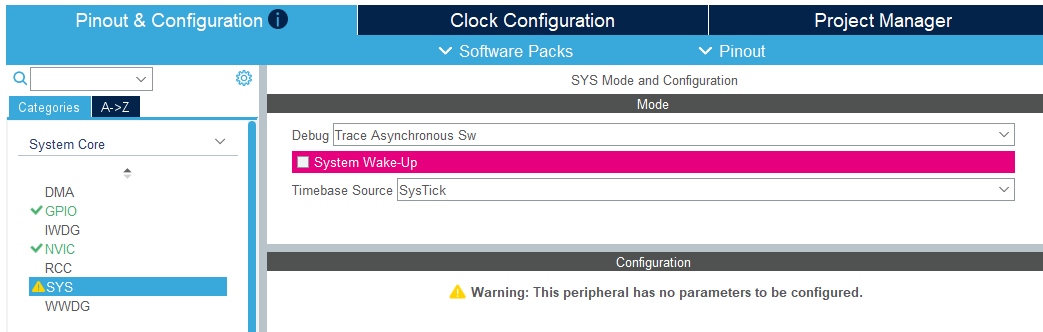 Pinout & Configuration i Clock Configuration Project Manager
Software Packs Pinout
Categories A->Z
System Core
DMA
GPIO
IWDG
NVIC
RCC
SYS
WWDG
SYS Mode and Configuration
Mode
Debug Trace Asynchronous Sw
System Wake-Up
Timebase Source SysTick
Configuration
Warning: This peripheral has no parameters to be configured.